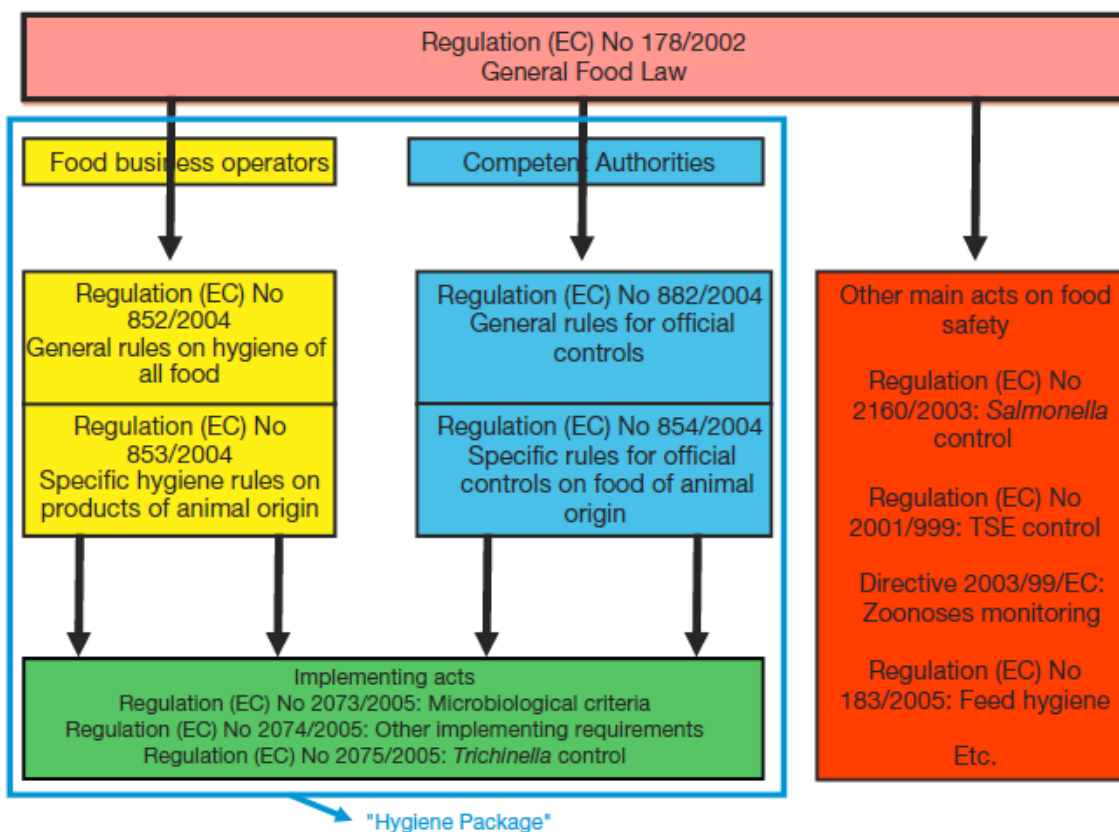 Regulation (EC) No 178/2002
General Food Law
Food business operators
Competent Authorities
Regulation (EC) No
852/2004
General rules on hygiene of
all food
Regulation (EC) No
853/2004
Specific hygiene rules on
products of animal origin
Regulation (EC) No 882/2004
General rules for official
controls
Regulation (EC) No 854/2004
Specific rules for official
controls on food of animal
origin
Implementing acts
Regulation (EC) No 2073/2005: Microbiological criteria
Regulation (EC) No 2074/2005: Other implementing requirements
Regulation (EC) No 2075/2005: Trichinella control
"Hygiene Package"
Other main acts on food
safety
Regulation (EC) No
2160/2003: Salmonella
control
Regulation (EC) No
2001/999: TSE control
Directive 2003/99/EC:
Zoonoses monitoring
Regulation (EC) No
183/2005: Feed hygiene
Etc.